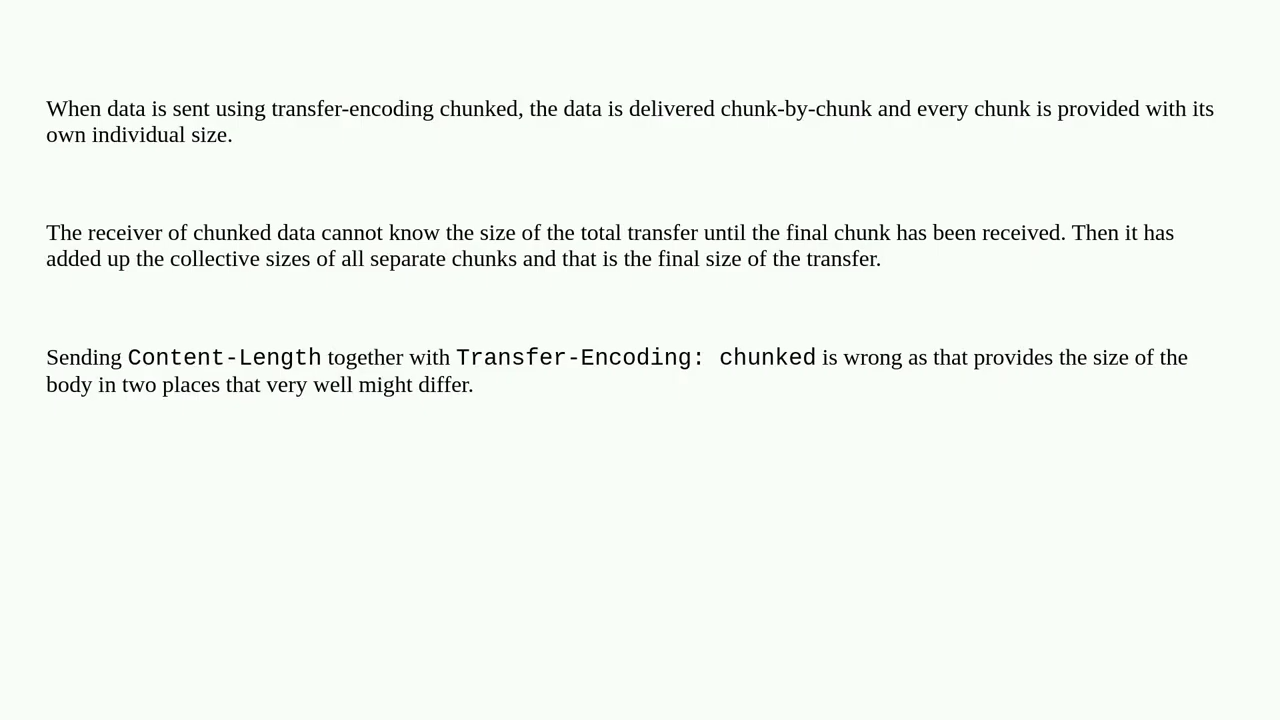 When data is sent using transfer-encoding chunked, the data is delivered chunk-by-chunk and every chunk is provided with its
own individual size.
The receiver of chunked data cannot know the size of the total transfer until the final chunk has been received. Then it has
added up the collective sizes of all separate chunks and that is the final size of the transfer.
Sending Content-Length together with Transfer-Encoding: chunked is wrong as that provides the size of the
body in two places that very well might differ.